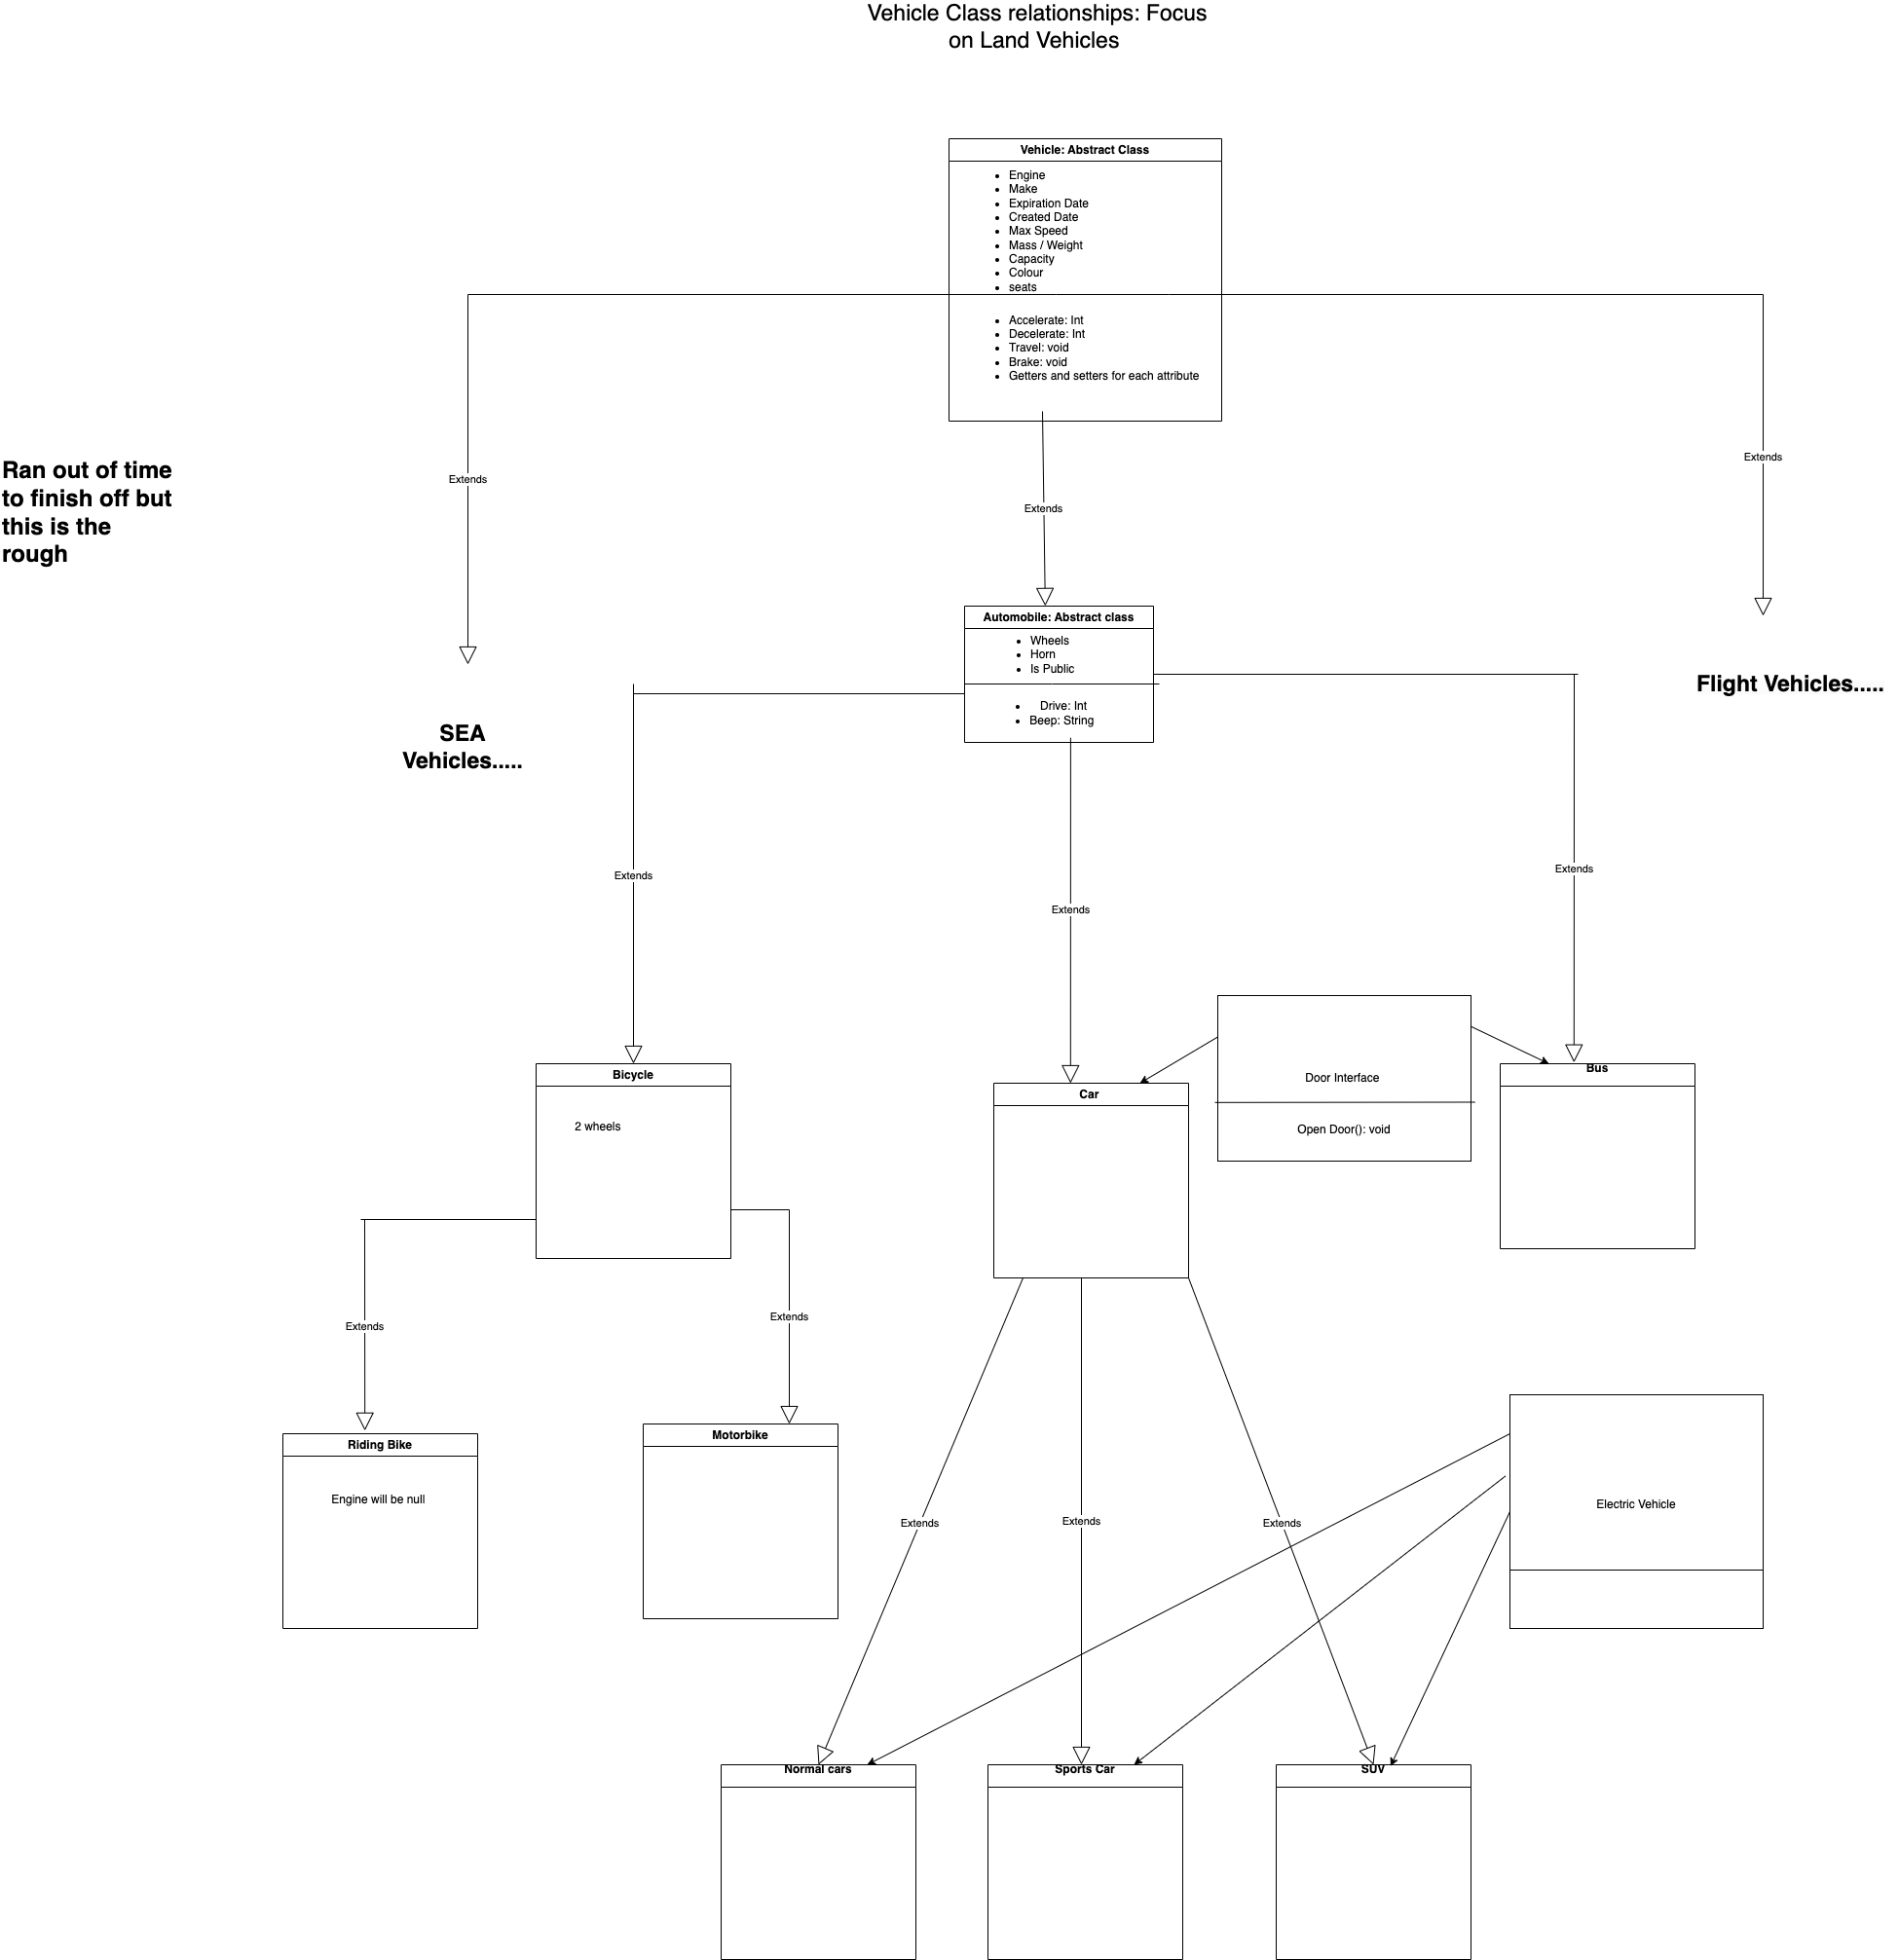 Vehicle Class relationships: Focus
on Land Vehicles
Vehicle: Abstract Class
Engine
Make
Expiration Date
Created Date
Max Speed
Mass / Weight
Capacity
Colour
seats
Accelerate: Int
Decelerate: Int
Travel: void
Brake: void
Getters and setters for each attribute
Extends
Extends
Extends
Ran out of time
to finish off but
this is the
rough
Automobile: Abstract class
Wheels
Horn
Is Public
Drive: Int
Beep: String
Flight Vehicles.....
SEA
Vehicles.....
Extends
Extends
Extends
Bicycle
2 wheels
Car
Door Interface
Open Door(): void
Bus
Extends
Extends
Riding Bike
Engine will be null
Motorbike
Electric Vehicle
Extends
Extends
Extends
Normal cars
Sports Car
SUV